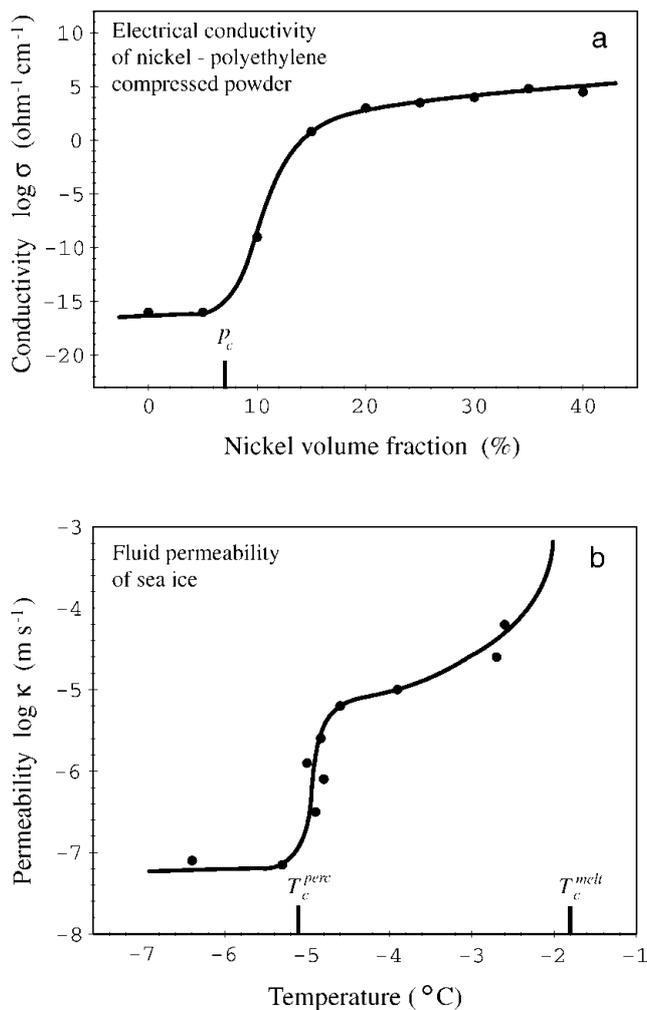 Electrical conductivity
of nickel - polyethylene
compressed powder
a
10
5
0
-5
-10
-15
-20
Conductivity log σ (ohm⁻¹cm⁻¹)
p_c
0 10 20 30 40
Nickel volume fraction (%)
Fluid permeability
of sea ice
b
-3
-4
-5
-6
-7
-8
Permeability log κ (m s⁻¹)
T_c^perc T_c^melt
-7 -6 -5 -4 -3 -2 -1
Temperature (°C)